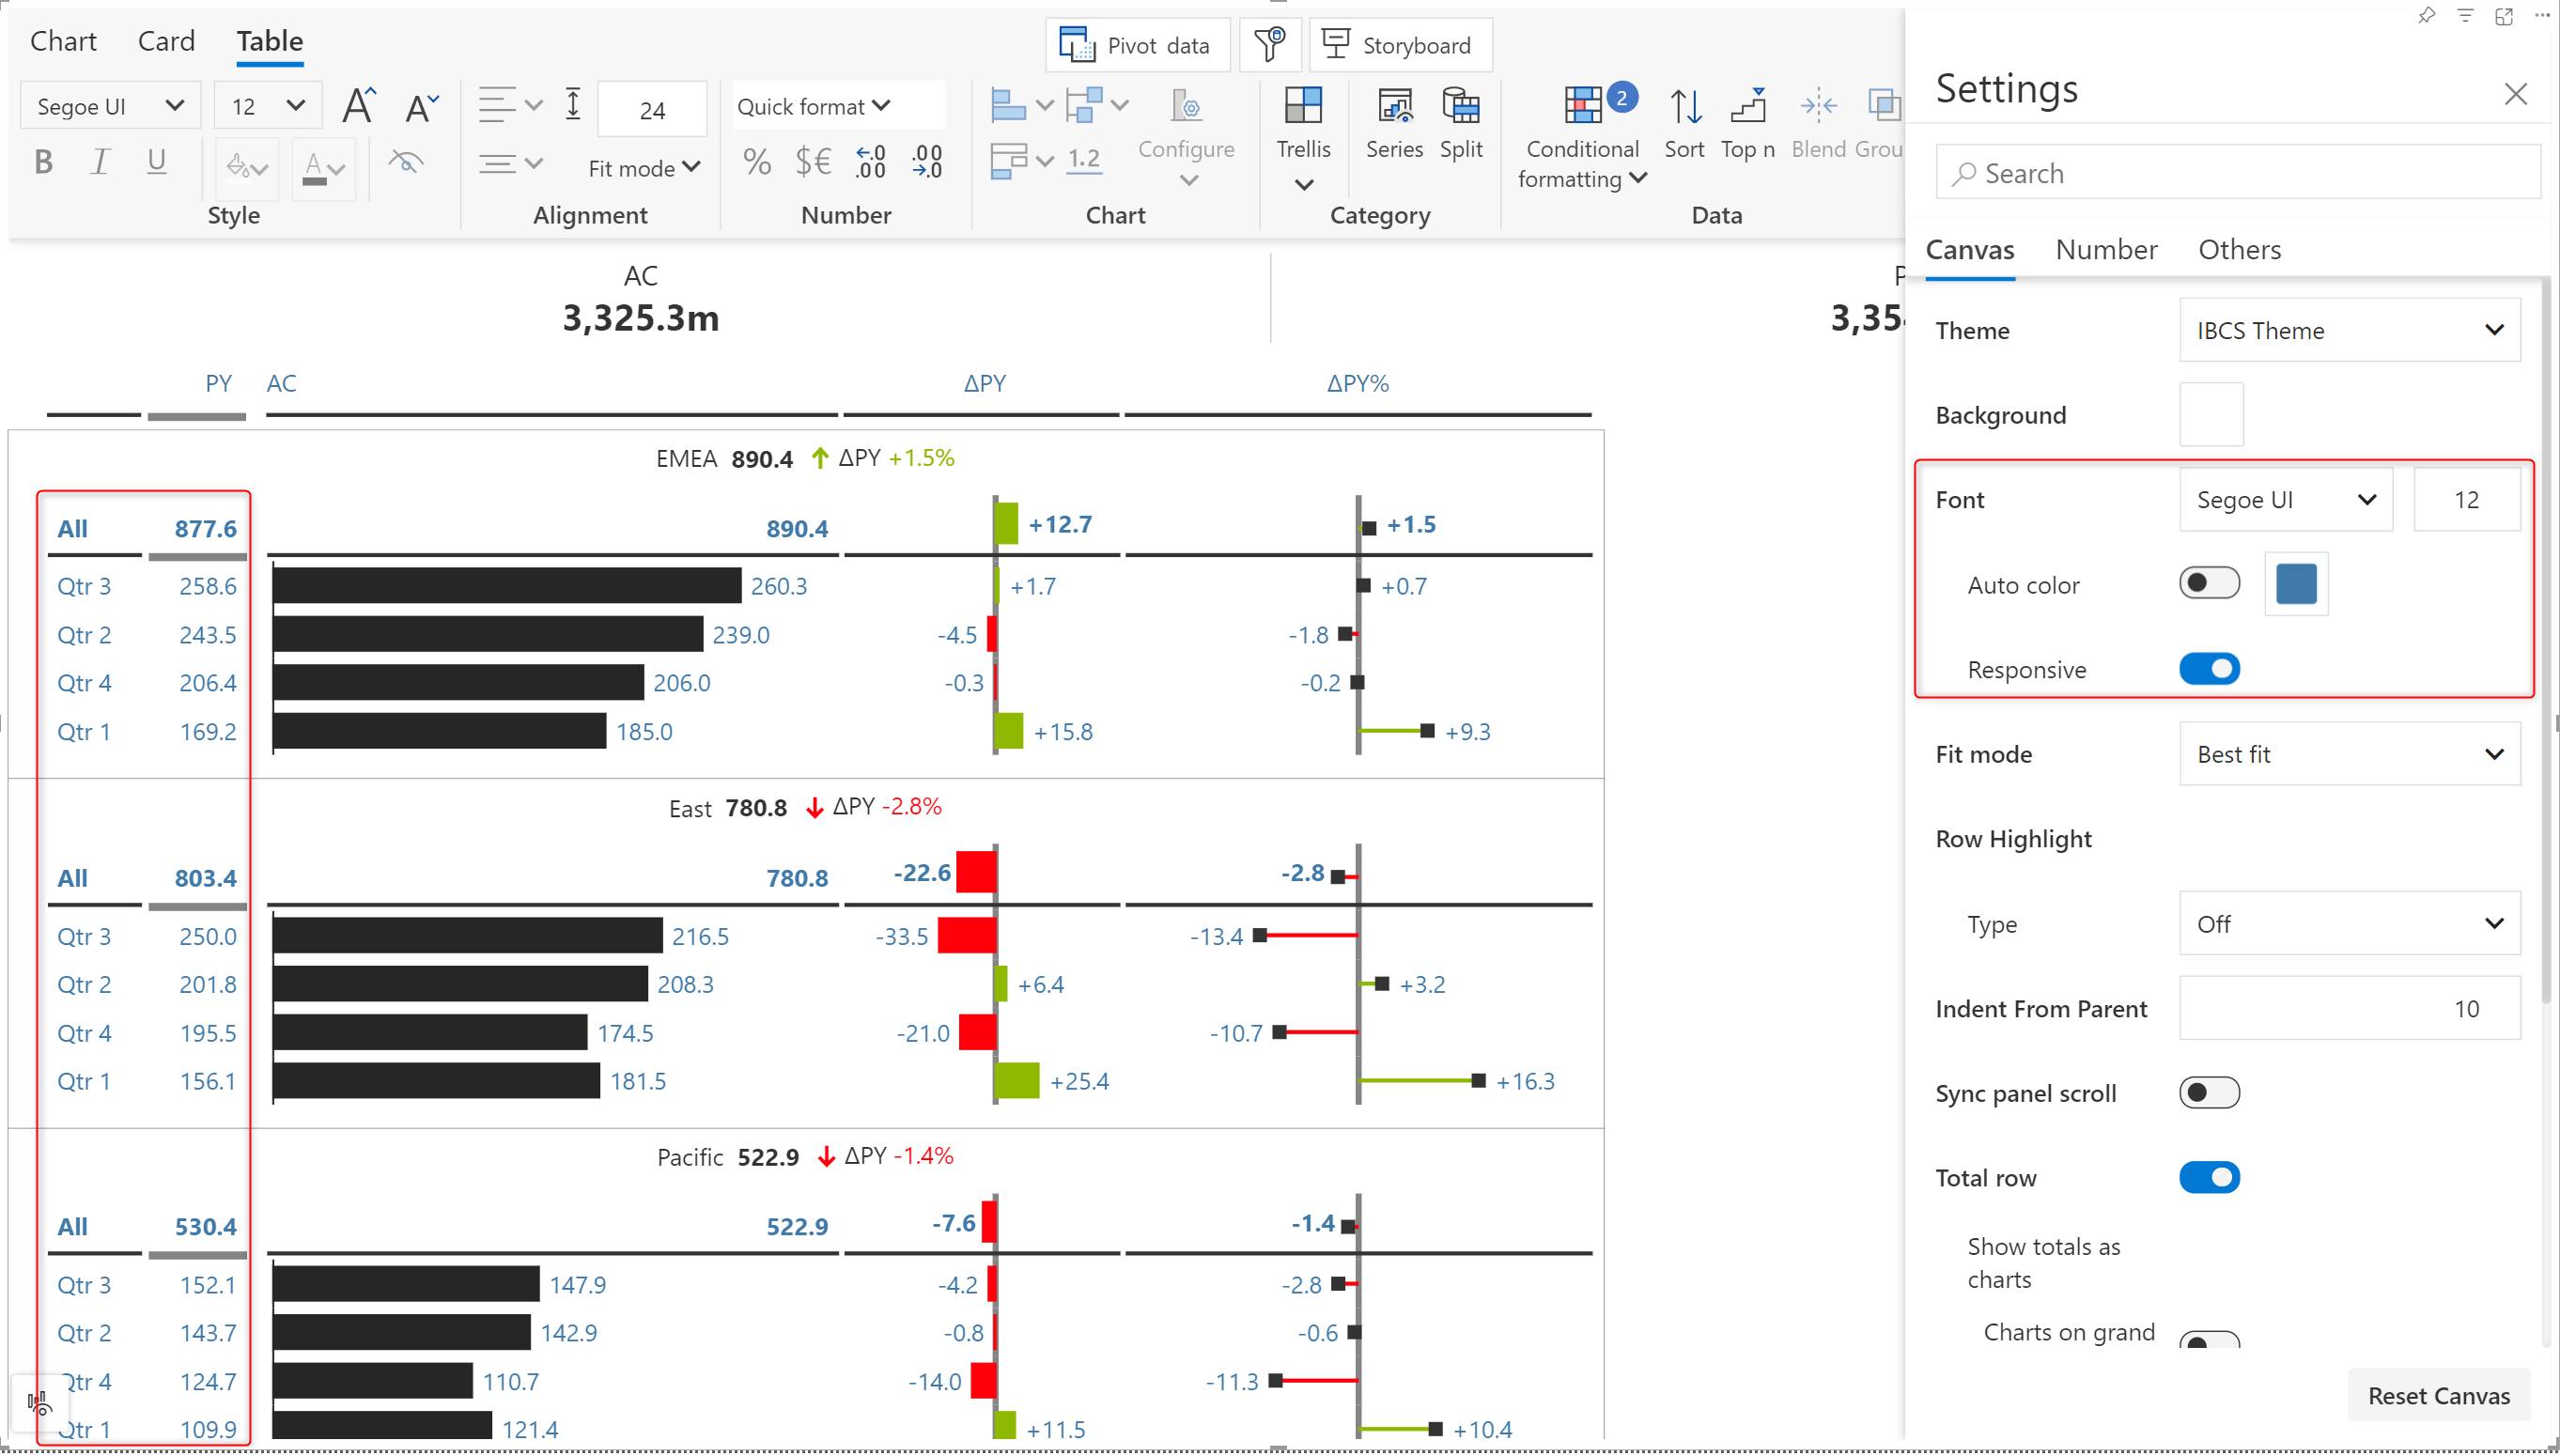 Chart Card Table
Pivot data Storyboard
Segoe UI 12 A A 24 Quick format
B I U A Fit mode % $€ .0 .00 .00 .0 1.2 Configure Trellis Series Split Conditional formatting 2 Sort Top n Blend Grou
Style Alignment Number Chart Category Data
AC
3,325.3m
3,35
PY AC ΔPY ΔPY%
EMEA 890.4 ΔPY +1.5%
All 877.6 890.4 +12.7 +1.5
Qtr 3 258.6 260.3 +1.7 +0.7
Qtr 2 243.5 239.0 -4.5 -1.8
Qtr 4 206.4 206.0 -0.3 -0.2
Qtr 1 169.2 185.0 +15.8 +9.3
East 780.8 ΔPY -2.8%
All 803.4 780.8 -22.6 -2.8
Qtr 3 250.0 216.5 -33.5 -13.4
Qtr 2 201.8 208.3 +6.4 +3.2
Qtr 4 195.5 174.5 -21.0 -10.7
Qtr 1 156.1 181.5 +25.4 +16.3
Pacific 522.9 ΔPY -1.4%
All 530.4 522.9 -7.6 -1.4
Qtr 3 152.1 147.9 -4.2 -2.8
Qtr 2 143.7 142.9 -0.8 -0.6
Qtr 4 124.7 110.7 -14.0 -11.3
Qtr 1 109.9 121.4 +11.5 +10.4
Settings
Search
Canvas Number Others
Theme IBCS Theme
Background
Font Segoe UI 12
Auto color
Responsive
Fit mode Best fit
Row Highlight
Type Off
Indent From Parent 10
Sync panel scroll
Total row
Show totals as
charts
Charts on grand
Reset Canvas